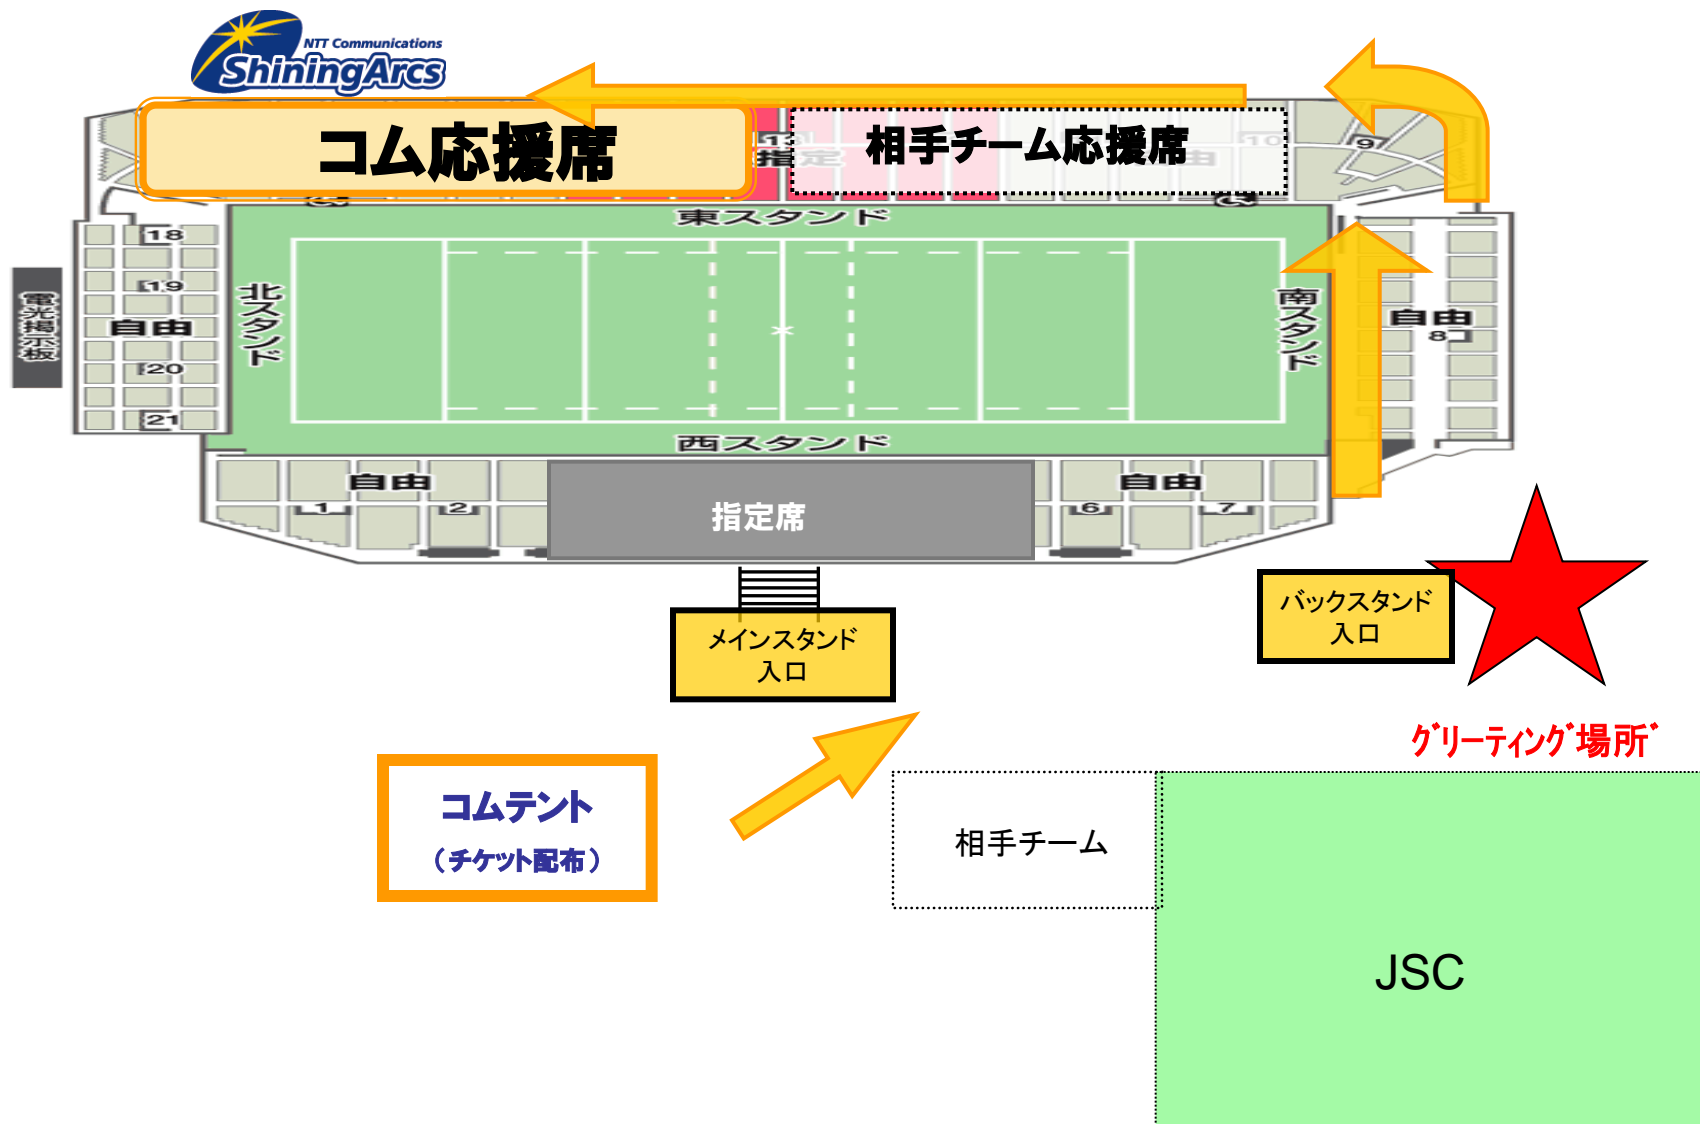 NTT Communications
ShiningArcs
コム応援席
13
指定
相手チーム応援席
10
自由
9
東スタンド
18
19
自由
20
21
電光掲示板
北スタンド
南スタンド
自由
8
西スタンド
自由
1
2
指定席
自由
6
7
メインスタンド
入口
バックスタンド
入口
グリーティング場所
コムテント
（チケット配布）
相手チーム
JSC